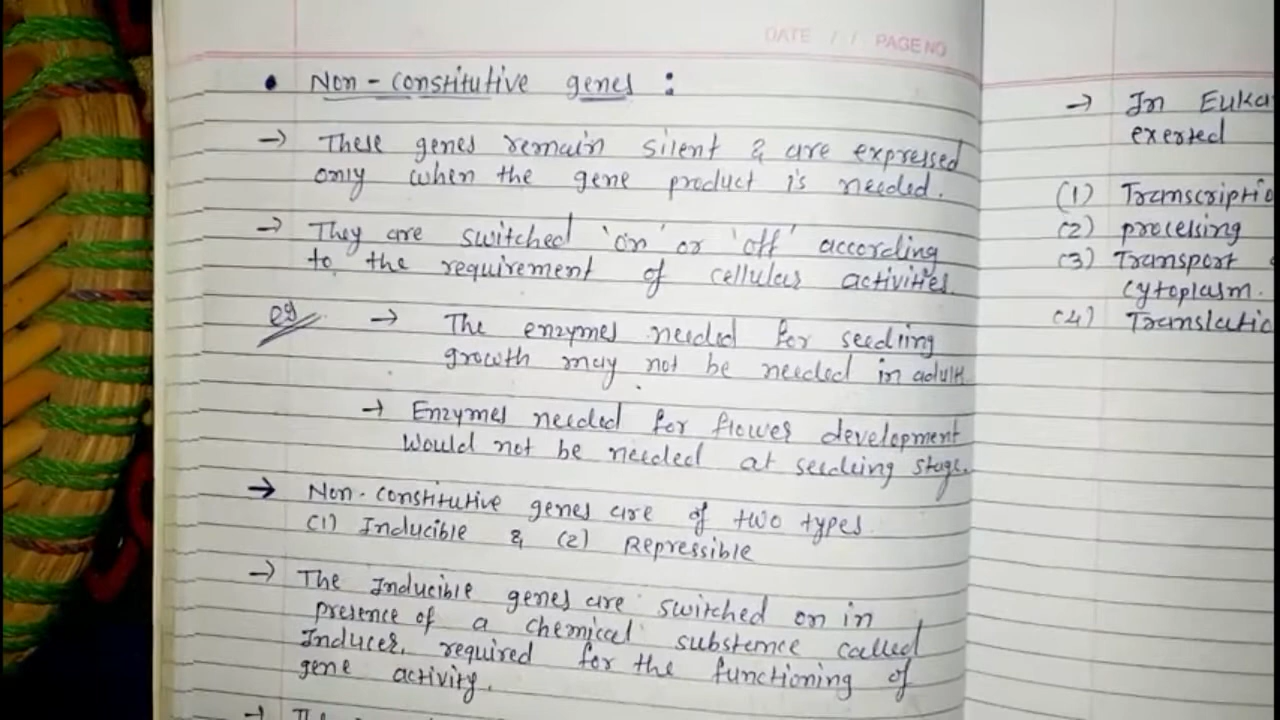 DATE / / PAGE NO
• Non-constitutive genes :
→ These genes remain silent & are expressed
only when the gene product is needed.
→ They are switched 'on' or 'off' according
to the requirement of cellular activities.
eg → The enzymes needed for seedling
growth may not be needed in adult
→ Enzymes needed for flower development
would not be needed at seedling stage.
→ Non-constitutive genes are of two types
(1) Inducible & (2) Repressible
→ The Inducible genes are switched on in
presence of a chemical substance called
Inducer, required for the functioning of
gene activity.
→ In Euka
exerted
(1) Transcriptio
(2) processing
(3) Transport
cytoplasm.
(4) Translatio